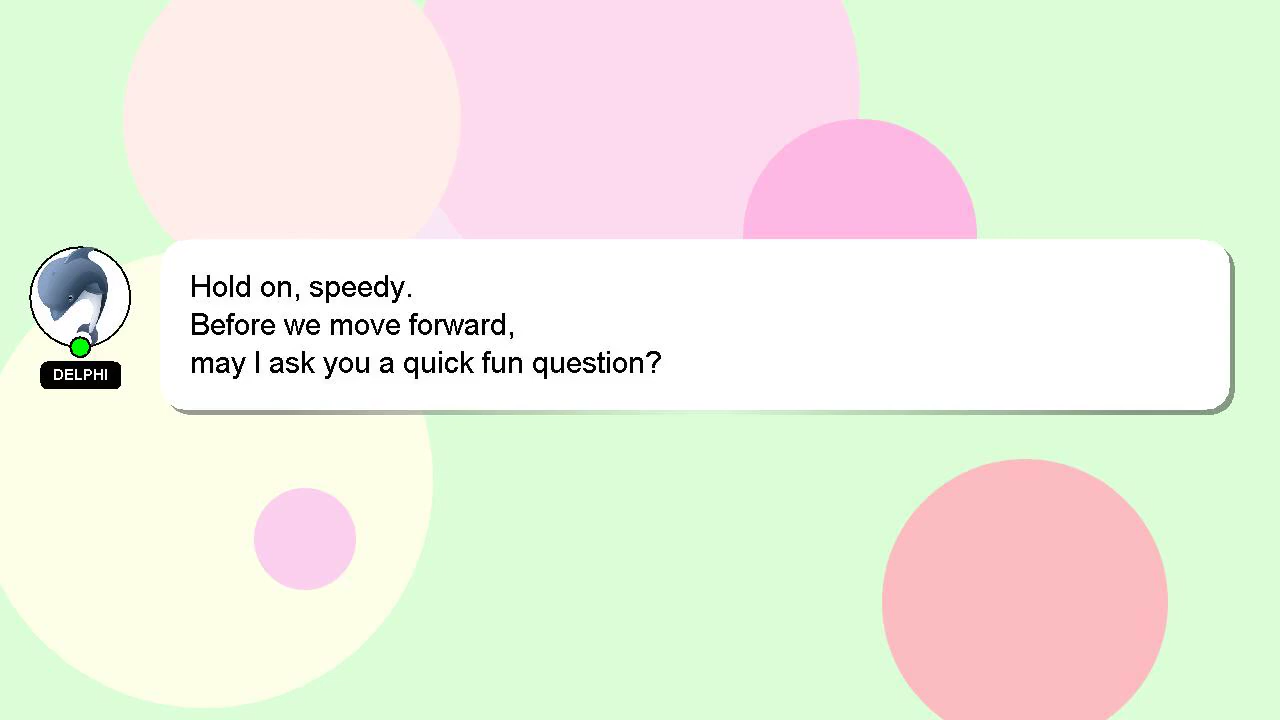 Hold on, speedy.
Before we move forward,
may I ask you a quick fun question?
DELPHI